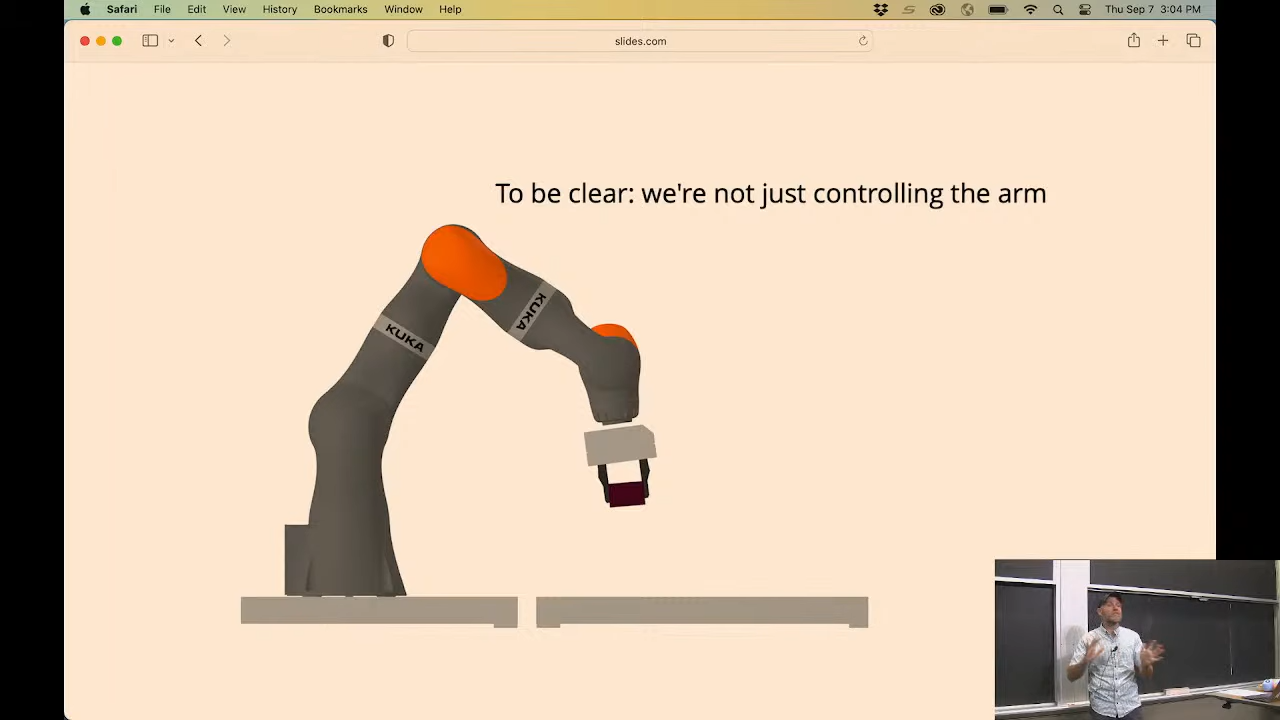 Safari File Edit View History Bookmarks Window Help Thu Sep 7 3:04 PM
slides.com
To be clear: we're not just controlling the arm
KUKA
KUKA